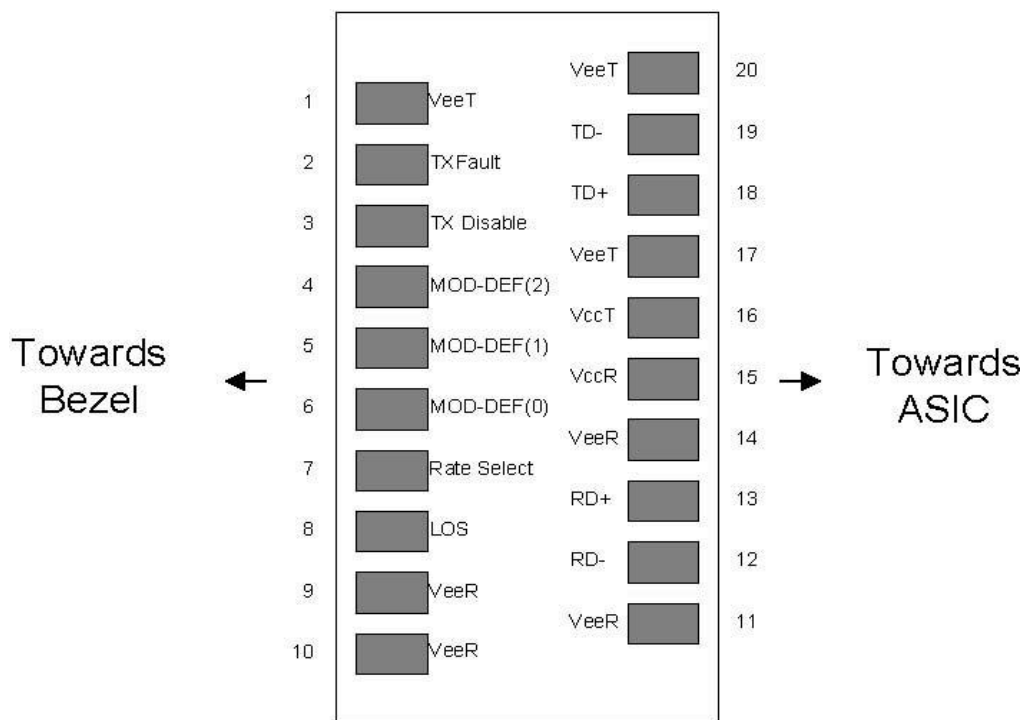 VeeT 20
1 VeeT
TD- 19
2 TXFault
TD+ 18
3 TX Disable
VeeT 17
4 MOD-DEF(2)
VccT 16
5 MOD-DEF(1)
Towards
Bezel
VccR 15
Towards
ASIC
6 MOD-DEF(0)
VeeR 14
7 Rate Select
RD+ 13
8 LOS
RD- 12
9 VeeR
VeeR 11
10 VeeR